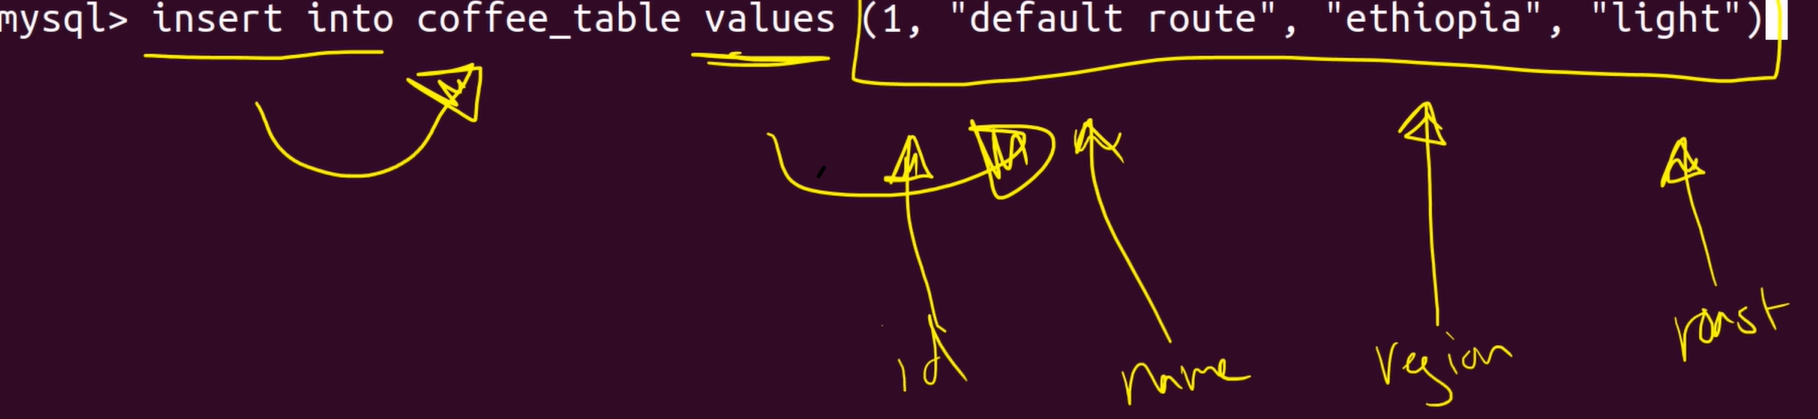 mysql> insert into coffee_table values (1, "default route", "ethiopia", "light")
id name region roast